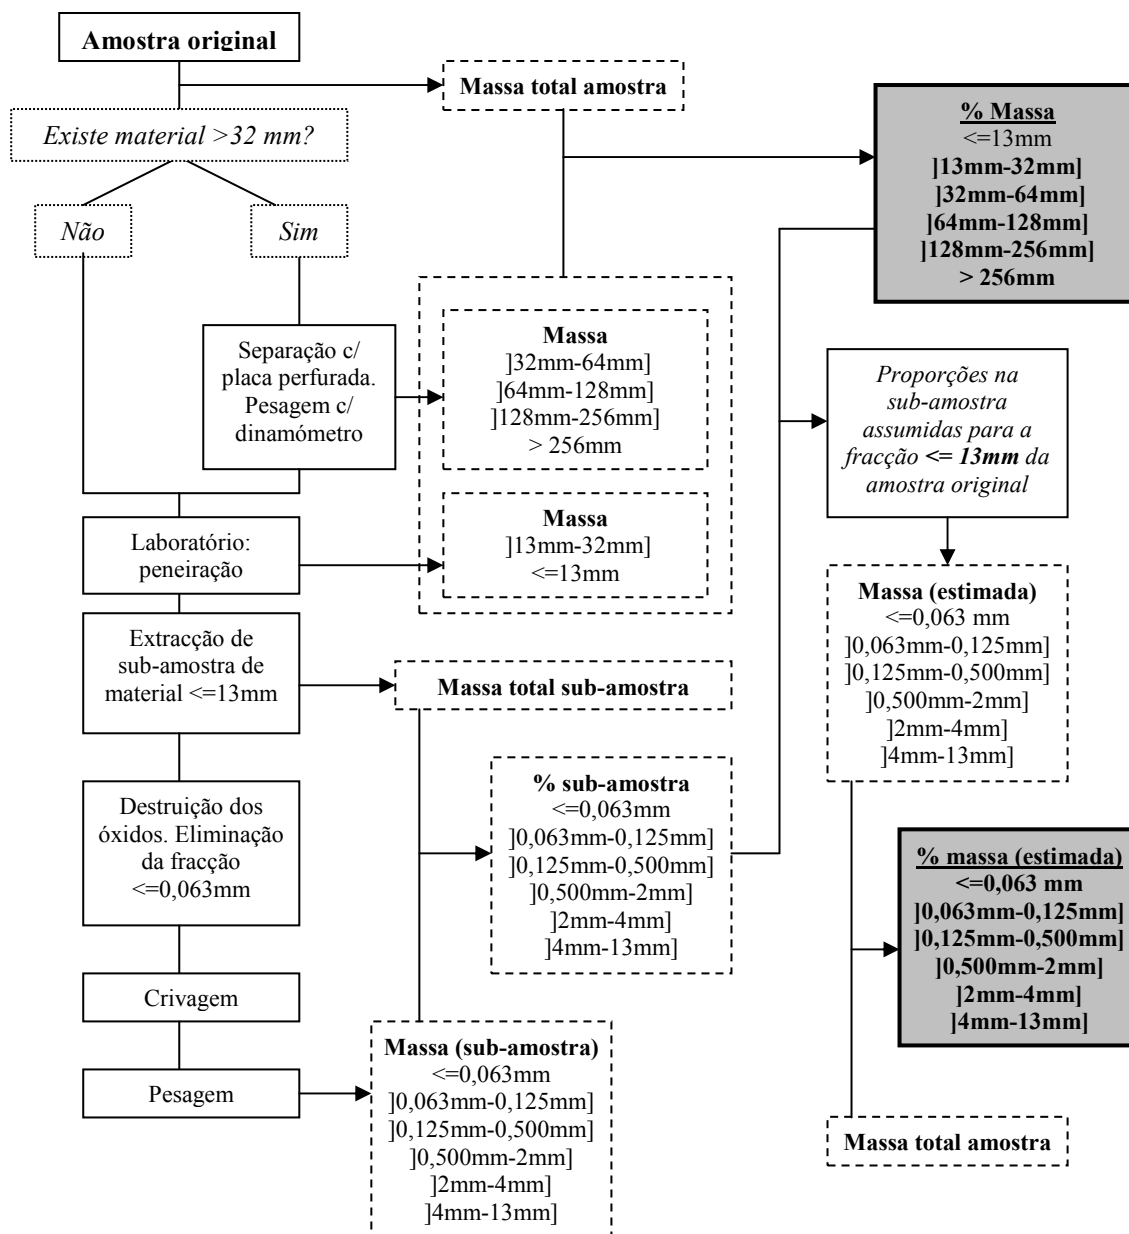 Amostra original
Massa total amostra
Existe material >32 mm?
Não
Sim
% Massa
<=13mm
]13mm-32mm]
]32mm-64mm]
]64mm-128mm]
]128mm-256mm]
> 256mm
Separação c/
placa perfurada.
Pesagem c/
dinamómetro
Massa
]32mm-64mm]
]64mm-128mm]
]128mm-256mm]
> 256mm
Massa
]13mm-32mm]
<=13mm
Laboratório:
peneiração
Proporções na
sub-amostra
assumidas para a
fracção <= 13mm da
amostra original
Extracção de
sub-amostra de
material <=13mm
Massa total sub-amostra
Massa (estimada)
<=0,063 mm
]0,063mm-0,125mm]
]0,125mm-0,500mm]
]0,500mm-2mm]
]2mm-4mm]
]4mm-13mm]
Destruição dos
óxidos. Eliminação
da fracção
<=0,063mm
% sub-amostra
<=0,063mm
]0,063mm-0,125mm]
]0,125mm-0,500mm]
]0,500mm-2mm]
]2mm-4mm]
]4mm-13mm]
% massa (estimada)
<=0,063 mm
]0,063mm-0,125mm]
]0,125mm-0,500mm]
]0,500mm-2mm]
]2mm-4mm]
]4mm-13mm]
Crivagem
Pesagem
Massa (sub-amostra)
<=0,063mm
]0,063mm-0,125mm]
]0,125mm-0,500mm]
]0,500mm-2mm]
]2mm-4mm]
]4mm-13mm]
Massa total amostra